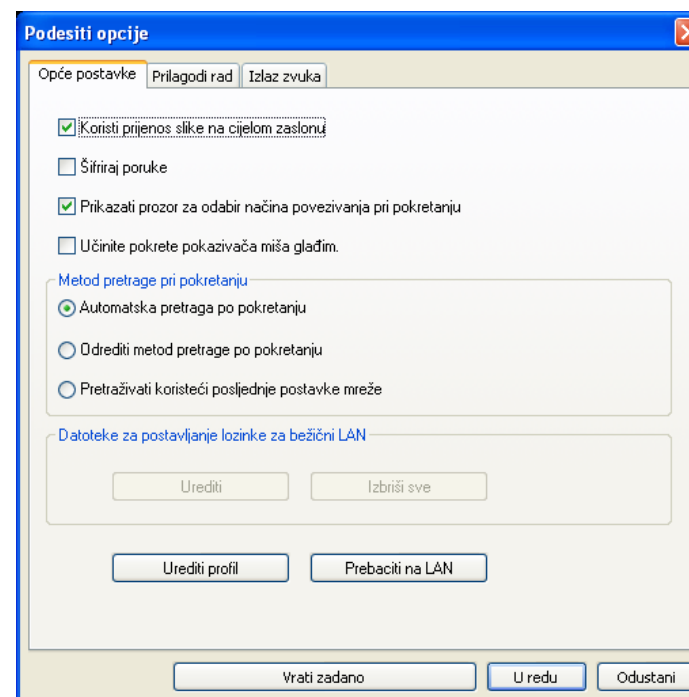 Podesiti opcije
Opće postavke Prilagodi rad Izlaz zvuka
Koristi prijenos slike na cijelom zaslonu
Šifriraj poruke
Prikazati prozor za odabir načina povezivanja pri pokretanju
Učinite pokrete pokazivača miša glađim.
Metod pretrage pri pokretanju
Automatska pretraga po pokretanju
Odrediti metod pretrage po pokretanju
Pretraživati koristeći posljednje postavke mreže
Datoteke za postavljanje lozinke za bežični LAN
Urediti Izbriši sve
Urediti profil Prebaciti na LAN
Vrati zadano U redu Odustani